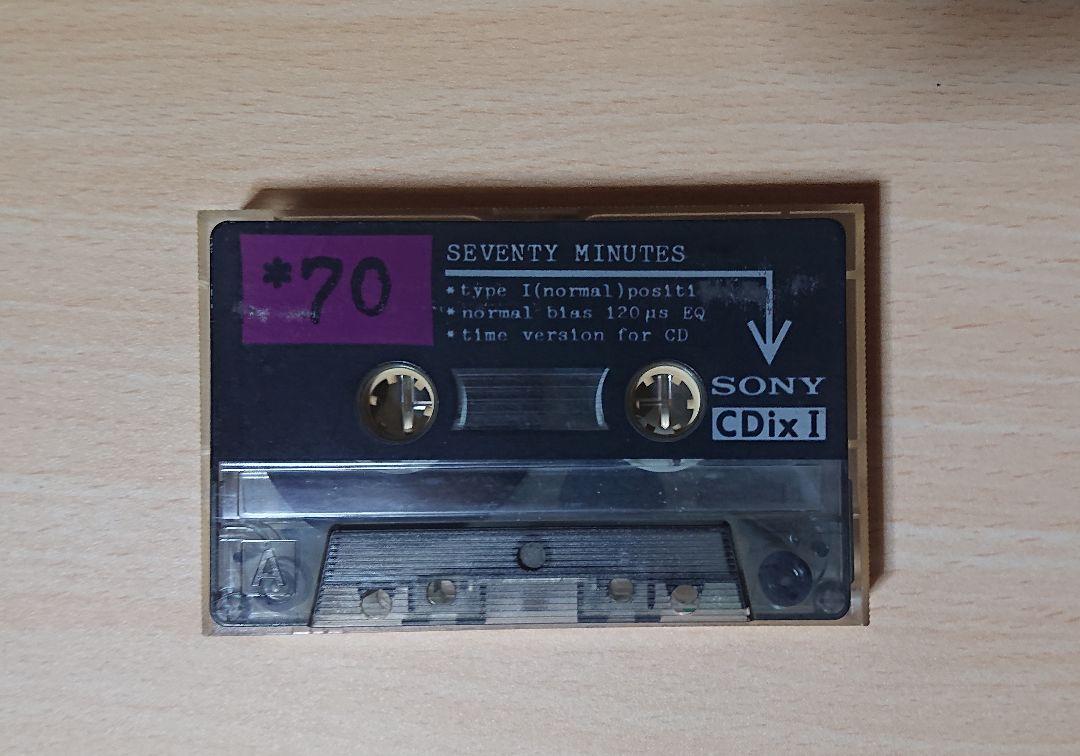 *70
SEVENTY MINUTES
*type I(normal)positi
*normal bias 120μs EQ
*time version for CD
SONY
CDix I
A